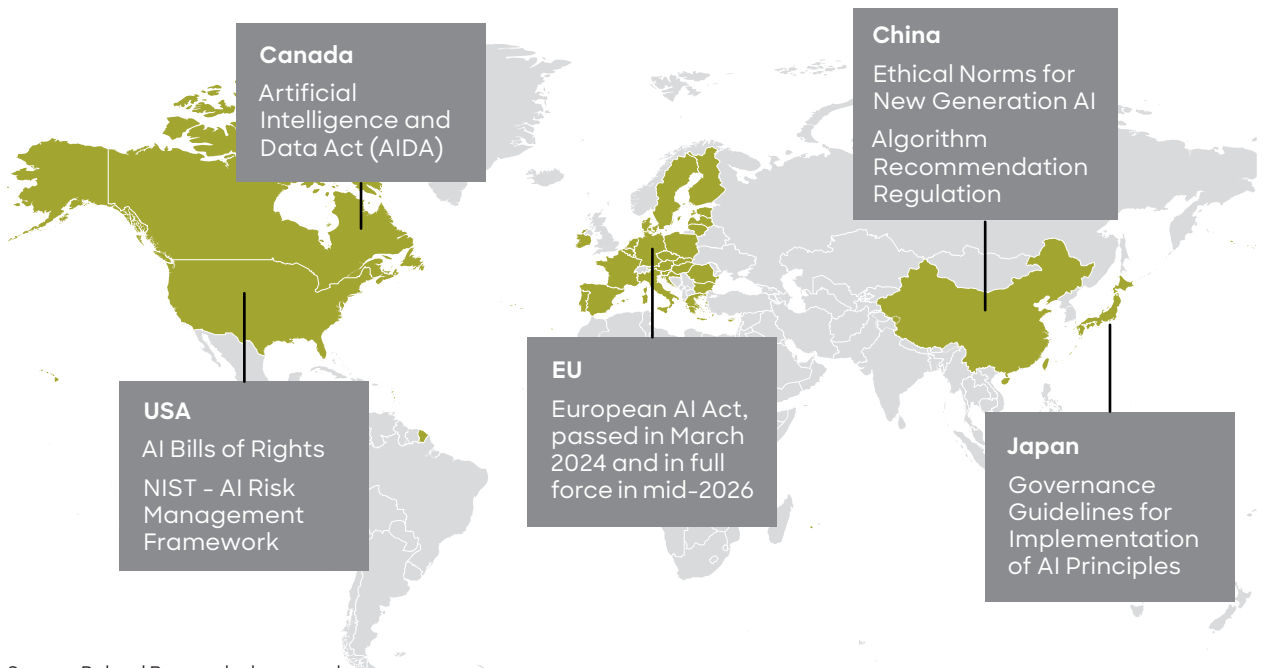 Canada
Artificial
Intelligence and
Data Act (AIDA)
China
Ethical Norms for
New Generation AI
Algorithm
Recommendation
Regulation
USA
AI Bills of Rights
NIST – AI Risk
Management
Framework
EU
European AI Act,
passed in March
2024 and in full
force in mid-2026
Japan
Governance
Guidelines for
Implementation
of AI Principles